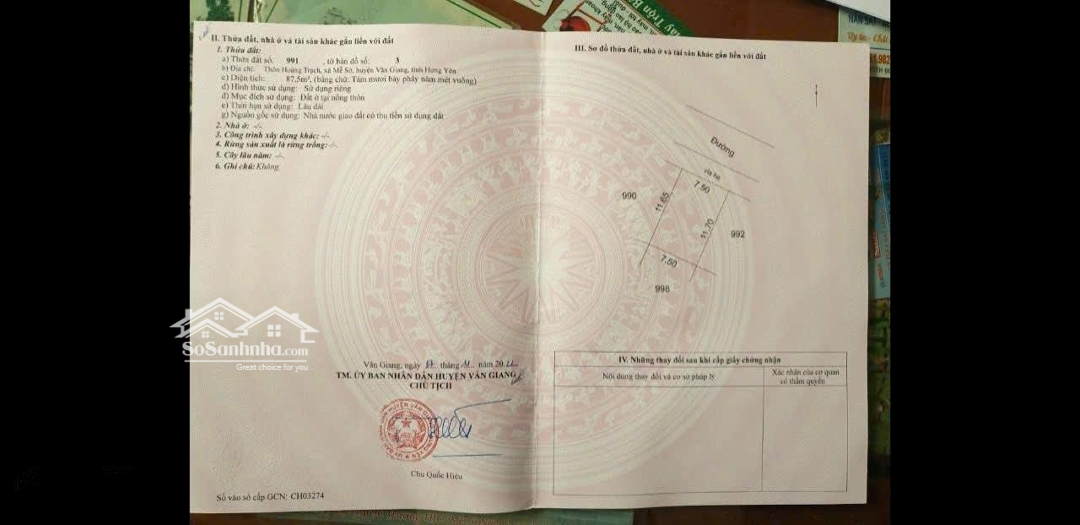 II. Thửa đất, nhà ở và tài sản khác gắn liền với đất
1. Thửa đất:
a) Thửa đất số: 991 , tờ bản đồ số: 3
b) Địa chỉ: Thôn Hoàng Trạch, xã Mễ Sở, huyện Văn Giang, tỉnh Hưng Yên
c) Diện tích: 87,5m², (bằng chữ: Tám mươi bảy phẩy năm mét vuông)
d) Hình thức sử dụng: Sử dụng riêng
đ) Mục đích sử dụng: Đất ở tại nông thôn
e) Thời hạn sử dụng: Lâu dài
g) Nguồn gốc sử dụng: Nhà nước giao đất có thu tiền sử dụng đất
2. Nhà ở: -/-
3. Công trình xây dựng khác: -/-
4. Rừng sản xuất là rừng trồng: -/-
5. Cây lâu năm: -/-
6. Ghi chú: Không
Văn Giang, ngày tháng năm 20
TM. ỦY BAN NHÂN DÂN HUYỆN VĂN GIANG
CHỦ TỊCH
Chu Quốc Hiệu
Số vào sổ cấp GCN: CH03274
III. Sơ đồ thửa đất, nhà ở và tài sản khác gắn liền với đất
Đường
vỉa hè
7.50
990
11.65
11.70
992
7.50
998
IV. Những thay đổi sau khi cấp giấy chứng nhận
Nội dung thay đổi và cơ sở pháp lý
Xác nhận của cơ quan
có thẩm quyền
SoSanhnha.com
Great choice for you